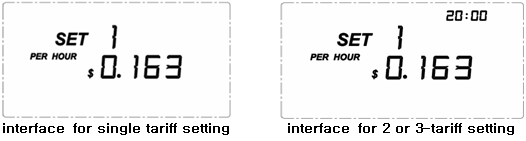 SET 1
PER HOUR
$ 0.163
interface for single tariff setting
20:00
SET 1
PER HOUR
$ 0.163
interface for 2 or 3-tariff setting